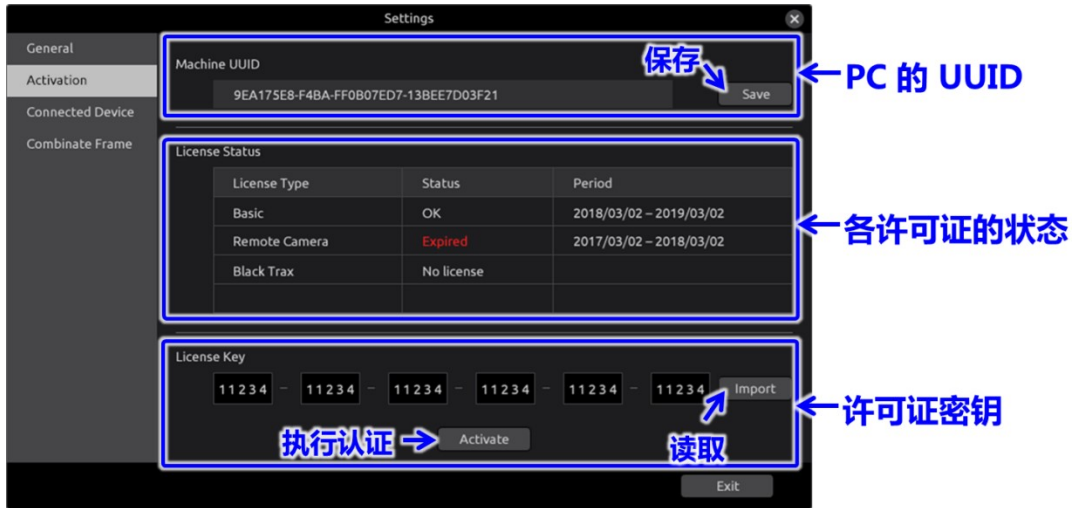 Settings
General
Activation
Connected Device
Combinate Frame
Machine UUID
保存
9EA175E8-F4BA-FF0B07ED7-13BEE7D03F21
Save
PC 的 UUID
License Status
License Type Status Period
Basic OK 2018/03/02 – 2019/03/02
Remote Camera Expired 2017/03/02 – 2018/03/02
Black Trax No license
各许可证的状态
License Key
11234 – 11234 – 11234 – 11234 – 11234 – 11234 Import
许可证密钥
执行认证 Activate
读取
Exit